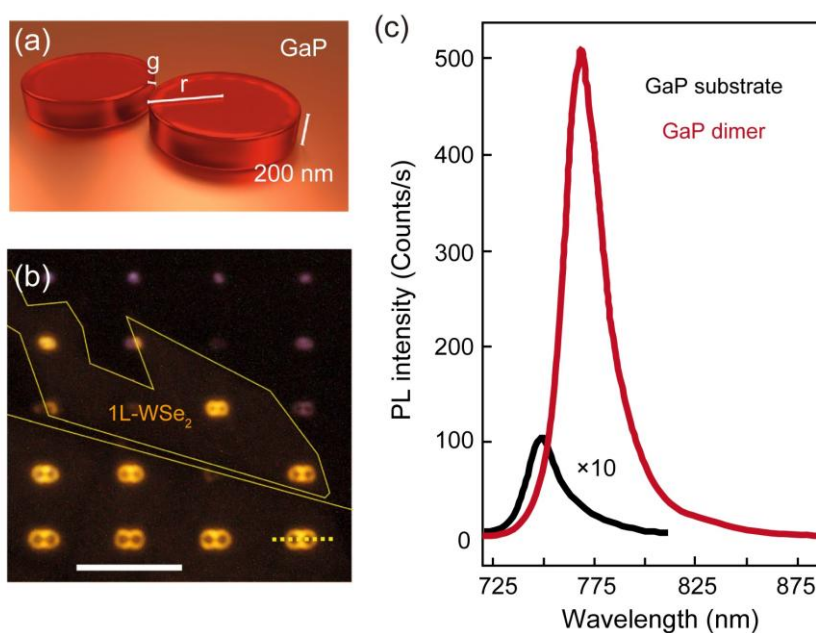 (a)
GaP
g
r
200 nm
(b)
1L-WSe₂
(c)
PL intensity (Counts/s)
500
400
300
200
100
0
GaP substrate
GaP dimer
×10
725 775 825 875
Wavelength (nm)